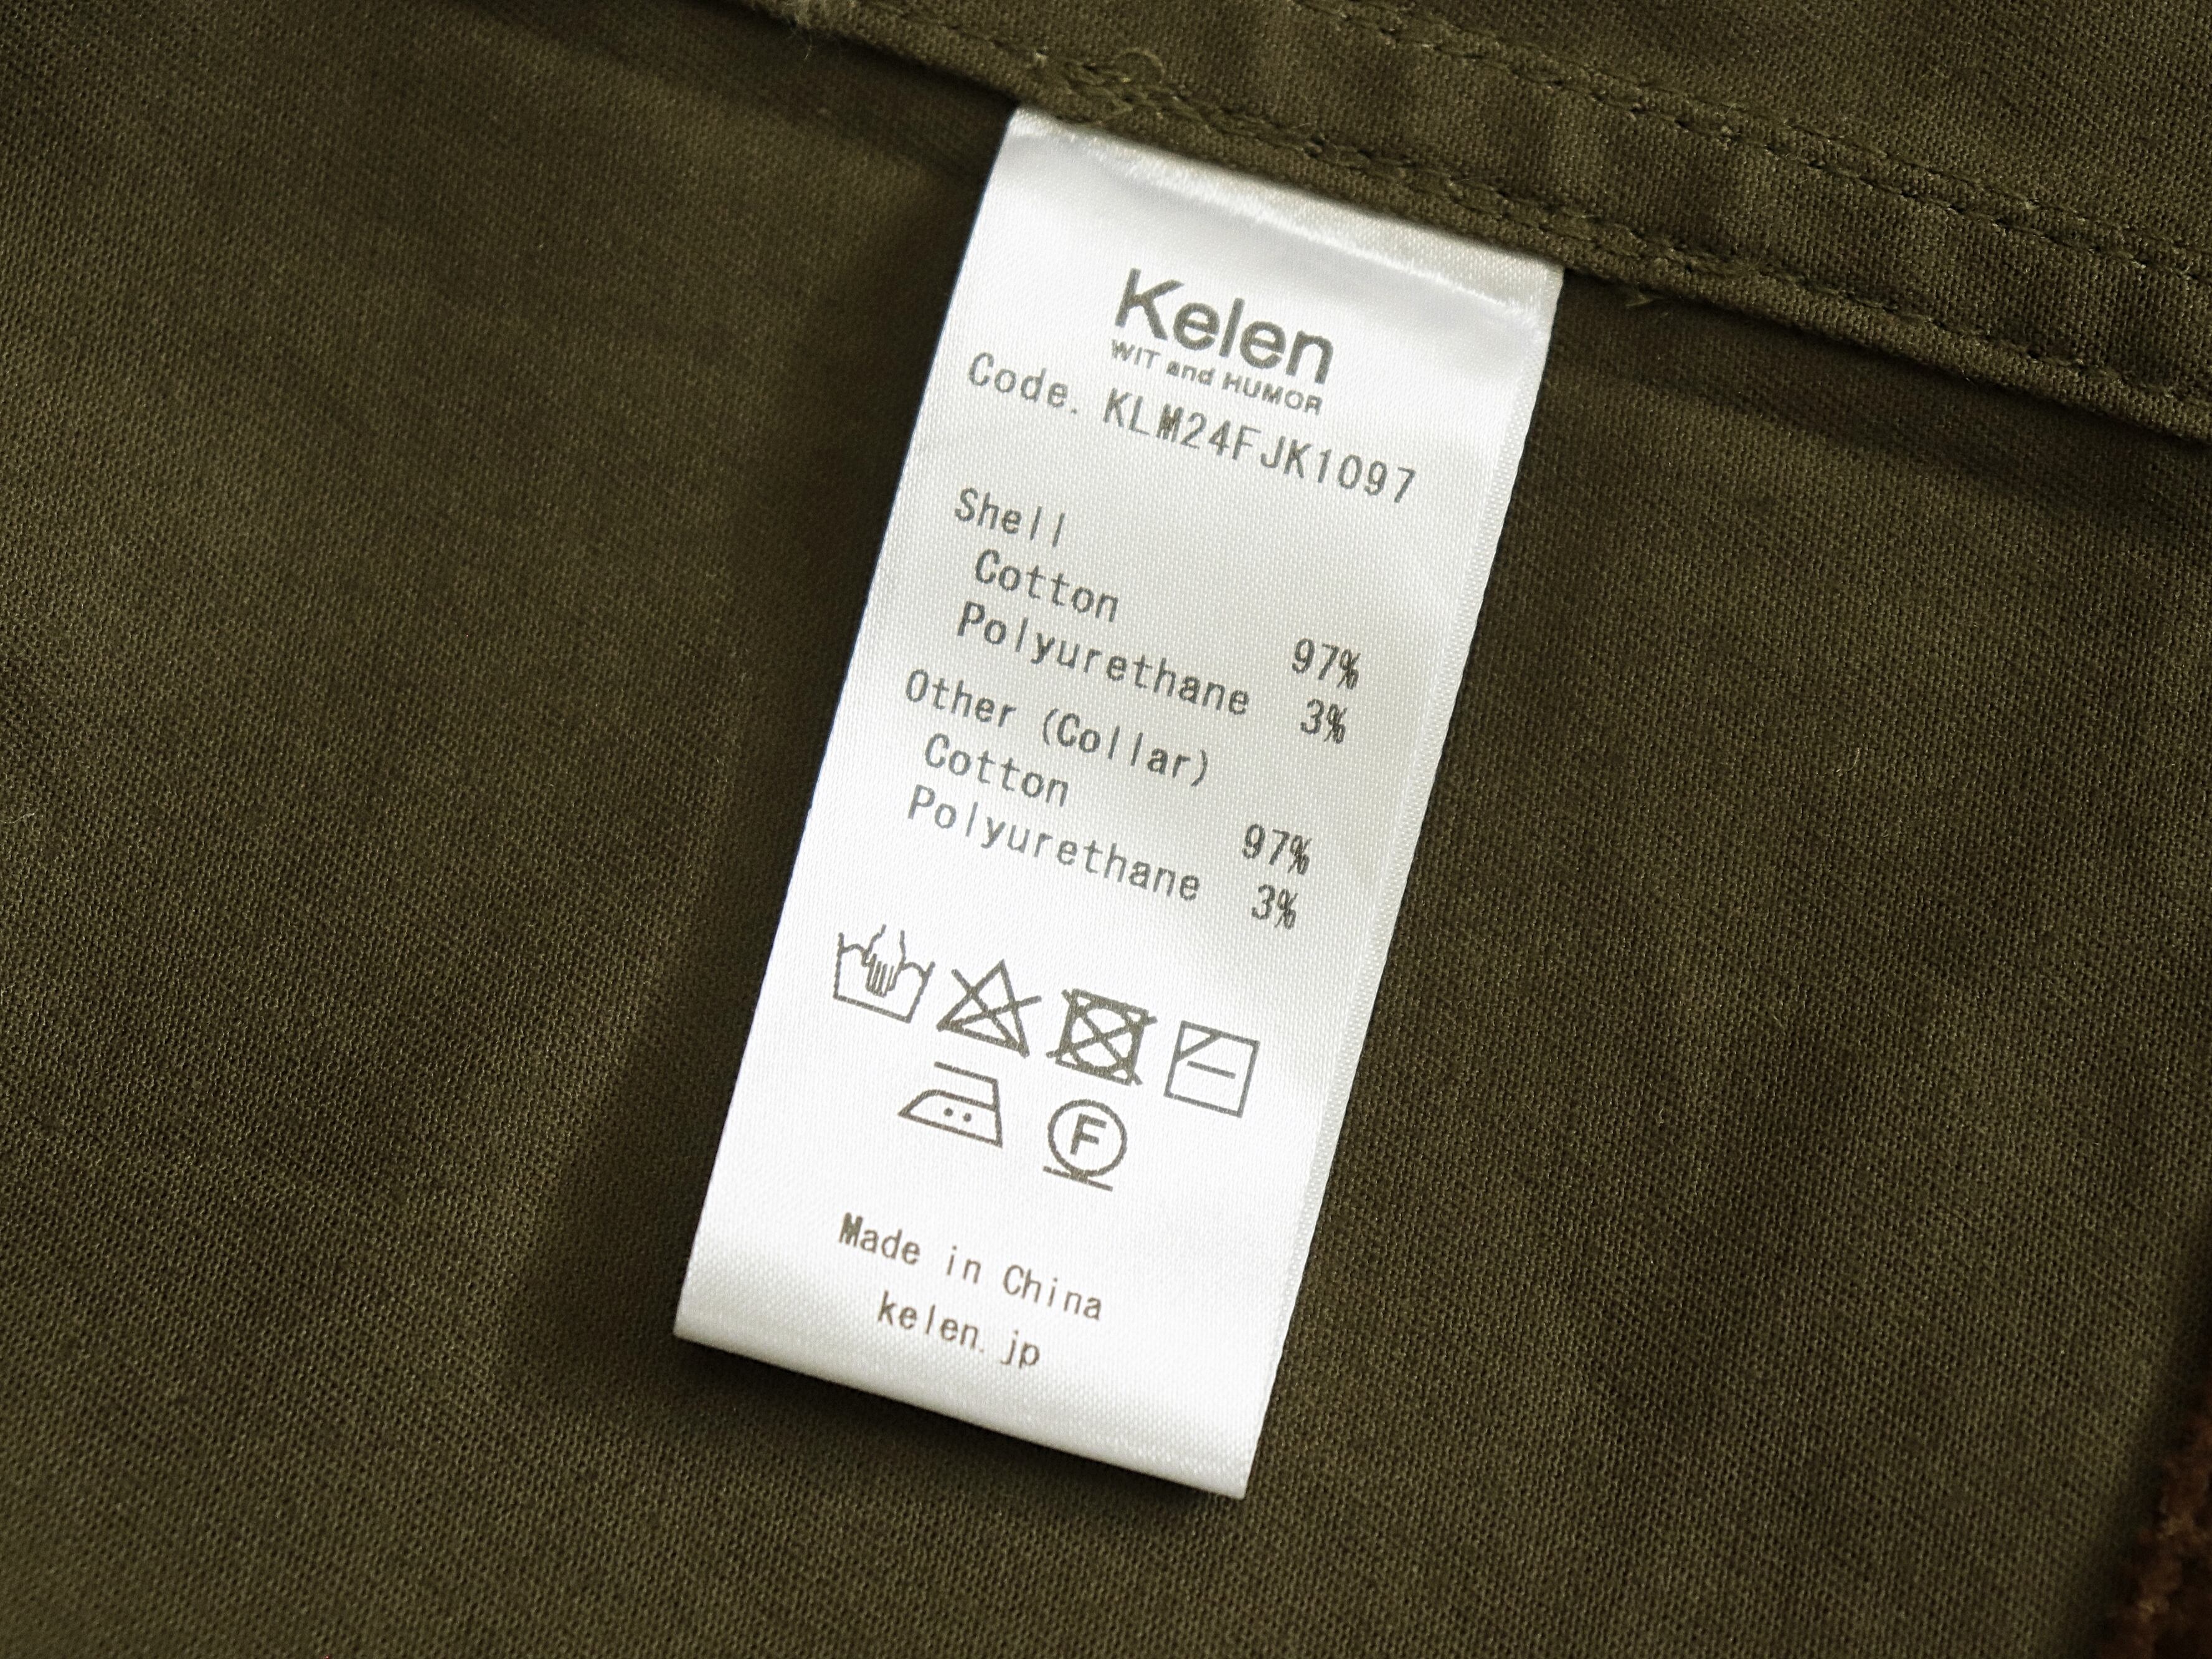 Kelen
WIT and HUMOR
Code. KLM24FJK1097
Shell
Cotton 97%
Polyurethane 3%
Other (Collar)
Cotton 97%
Polyurethane 3%
F
Made in China
kelen.jp